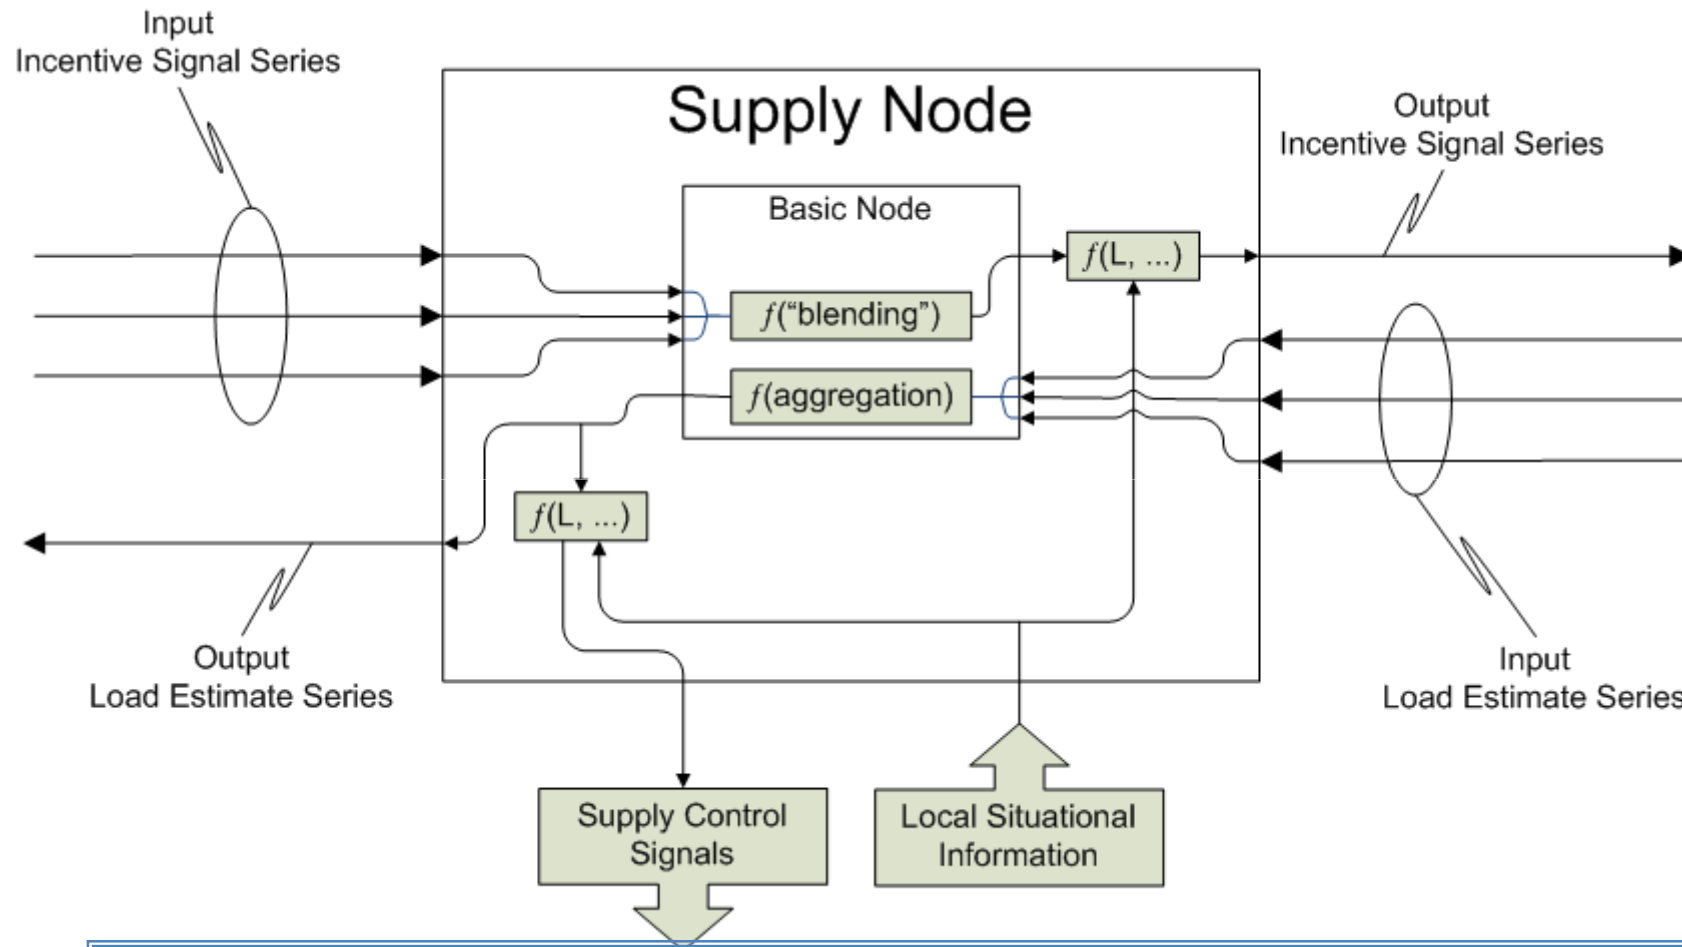 Input
Incentive Signal Series
Supply Node
Output
Incentive Signal Series
Basic Node
f(L, ...)
f(“blending”)
f(aggregation)
f(L, ...)
Output
Load Estimate Series
Input
Load Estimate Series
Supply Control
Signals
Local Situational
Information